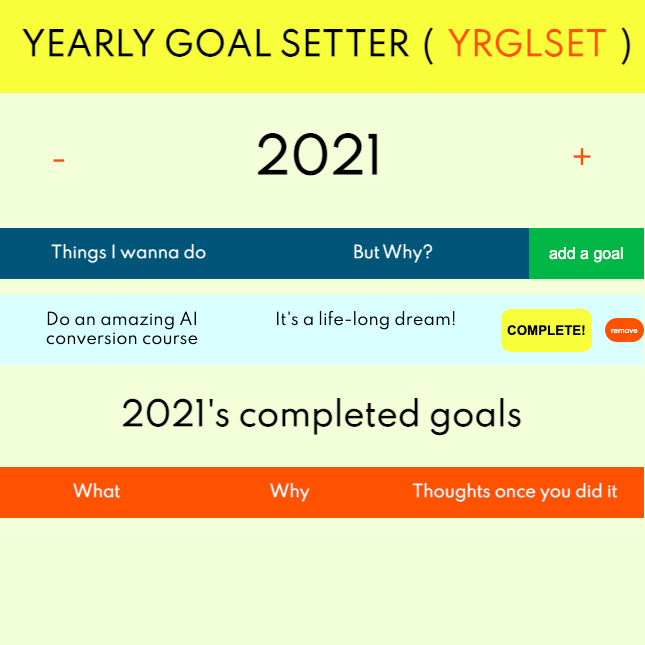 YEARLY GOAL SETTER ( YRGLSET )
- 2021 +
Things I wanna do But Why? add a goal
Do an amazing AI It's a life-long dream! COMPLETE! remove
conversion course
2021's completed goals
What Why Thoughts once you did it